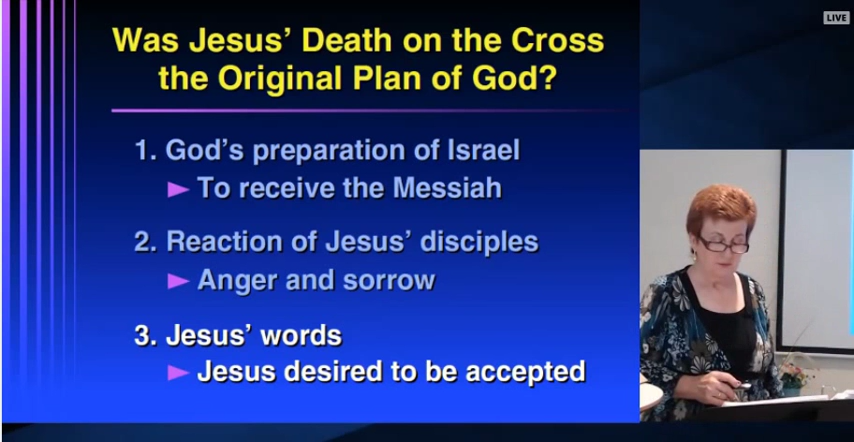 LIVE
Was Jesus’ Death on the Cross
the Original Plan of God?
1. God’s preparation of Israel
► To receive the Messiah
2. Reaction of Jesus’ disciples
► Anger and sorrow
3. Jesus’ words
► Jesus desired to be accepted